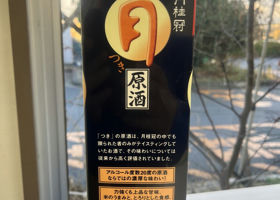 月桂冠
月
つき
原酒
「つき」の原酒は、月桂冠の中でも
限られた者のみがテイスティングして
いたお酒で、その味わいについては
従来から高く評価されていました。
アルコール度数20度の原酒
ならではの濃厚な味わい!
力強くも上品な甘味、
米のうまみと、とろりとした食感、